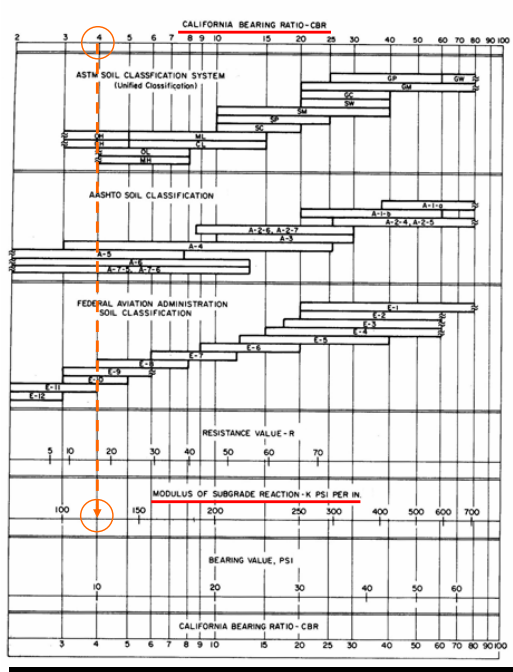 CALIFORNIA BEARING RATIO-CBR
2 3 4 5 6 7 8 9 10 15 20 25 30 40 50 60 70 80 90 100
ASTM SOIL CLASSFICATION SYSTEM
(Unified Classification)
GP GW
GM
GC
SW
SM
SP
SC
OH ML
CH CL
OL
MH
AASHTO SOIL CLASSIFICATION
A-1-a
A-1-b
A-2-4, A-2-5
A-2-6, A-2-7
A-3
A-4
A-5
A-6
A-7-5, A-7-6
FEDERAL AVIATION ADMINISTRATION
SOIL CLASSIFICATION
E-1
E-2
E-3
E-4
E-5
E-6
E-7
E-8
E-9
E-10
E-11
E-12
RESISTANCE VALUE-R
5 10 20 30 40 50 60 70
MODULUS OF SUBGRADE REACTION-K PSI PER IN.
100 150 200 250 300 400 500 600 700
BEARING VALUE, PSI
10 20 30 40 50 60
CALIFORNIA BEARING RATIO-CBR
3 4 5 6 7 8 9 10 15 20 25 30 40 50 60 70 80 90 100